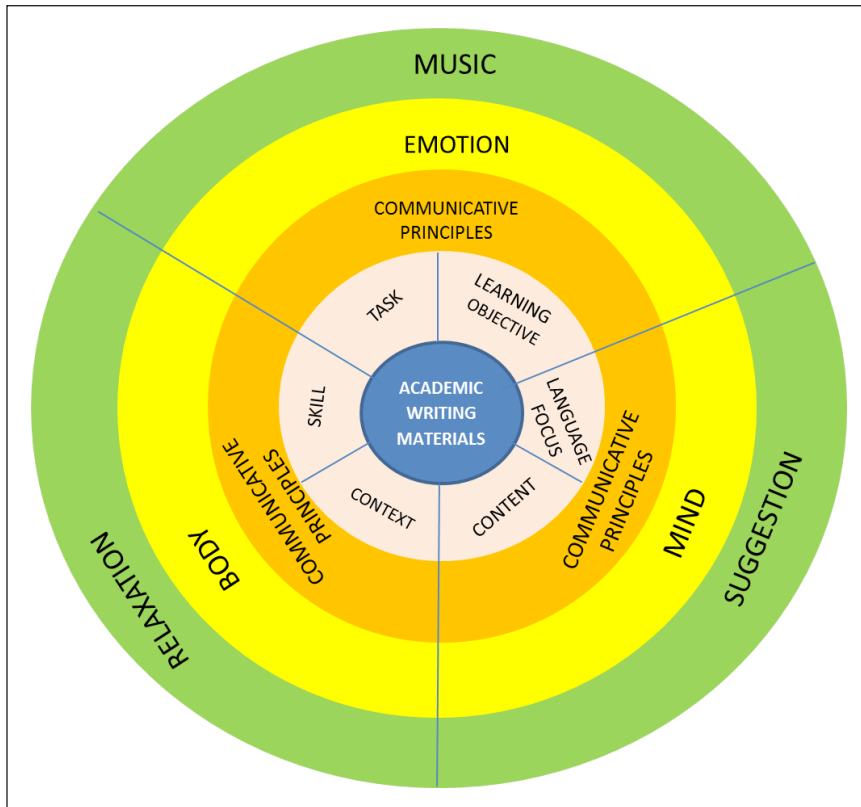 MUSIC
EMOTION
COMMUNICATIVE
PRINCIPLES
TASK
LEARNING
OBJECTIVE
SKILL
ACADEMIC
WRITING
MATERIALS
LANGUAGE
FOCUS
CONTEXT
CONTENT
COMMUNICATIVE
PRINCIPLES
COMMUNICATIVE
PRINCIPLES
BODY
MIND
RELAXATION
SUGGESTION